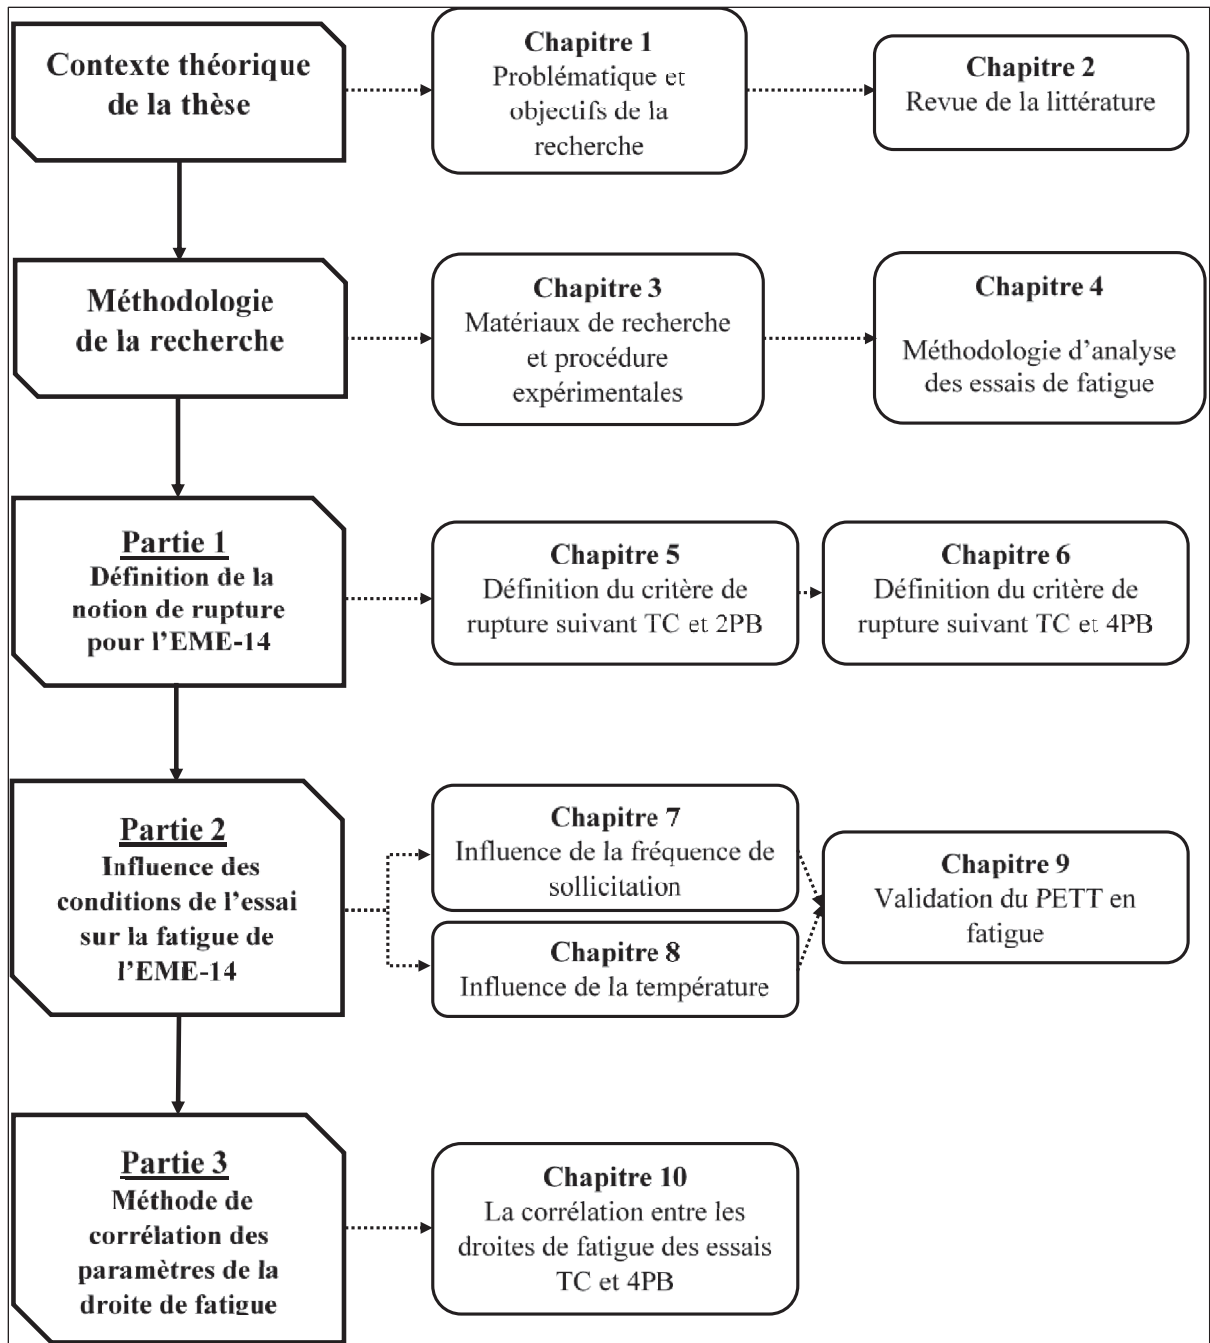 Contexte théorique
de la thèse
Chapitre 1
Problématique et
objectifs de la
recherche
Chapitre 2
Revue de la littérature
Méthodologie
de la recherche
Chapitre 3
Matériaux de recherche
et procédure
expérimentales
Chapitre 4
Méthodologie d'analyse
des essais de fatigue
Partie 1
Définition de la
notion de rupture
pour l'EME-14
Chapitre 5
Définition du critère de
rupture suivant TC et 2PB
Chapitre 6
Définition du critère de
rupture suivant TC et 4PB
Partie 2
Influence des
conditions de l'essai
sur la fatigue de
l'EME-14
Chapitre 7
Influence de la fréquence de
sollicitation
Chapitre 8
Influence de la température
Chapitre 9
Validation du PETT en
fatigue
Partie 3
Méthode de
corrélation des
paramètres de la
droite de fatigue
Chapitre 10
La corrélation entre les
droites de fatigue des essais
TC et 4PB